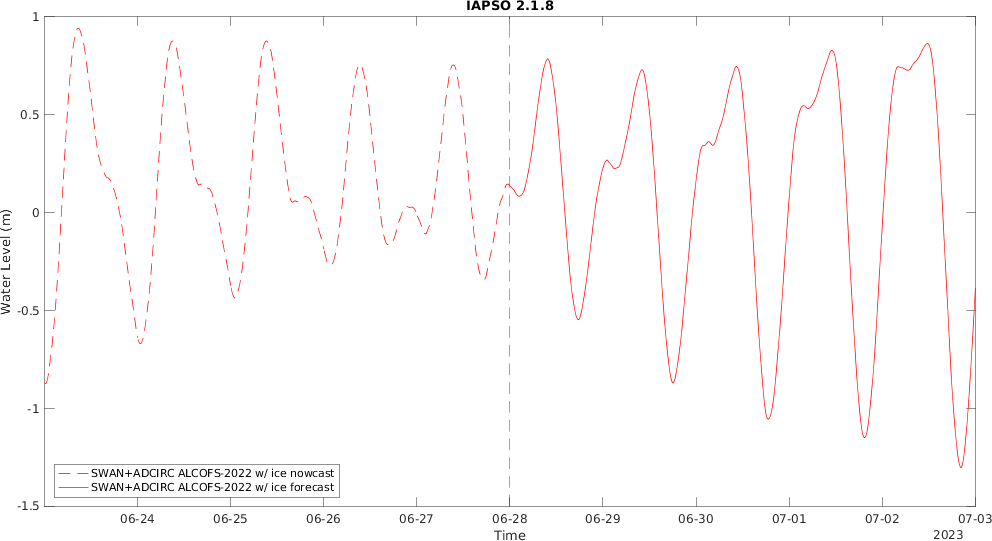 IAPSO 2.1.8
1
0.5
0
-0.5
-1
-1.5
Water Level (m)
SWAN+ADCIRC ALCOFS-2022 w/ ice nowcast
SWAN+ADCIRC ALCOFS-2022 w/ ice forecast
06-24 06-25 06-26 06-27 06-28 06-29 06-30 07-01 07-02 07-03
Time
2023